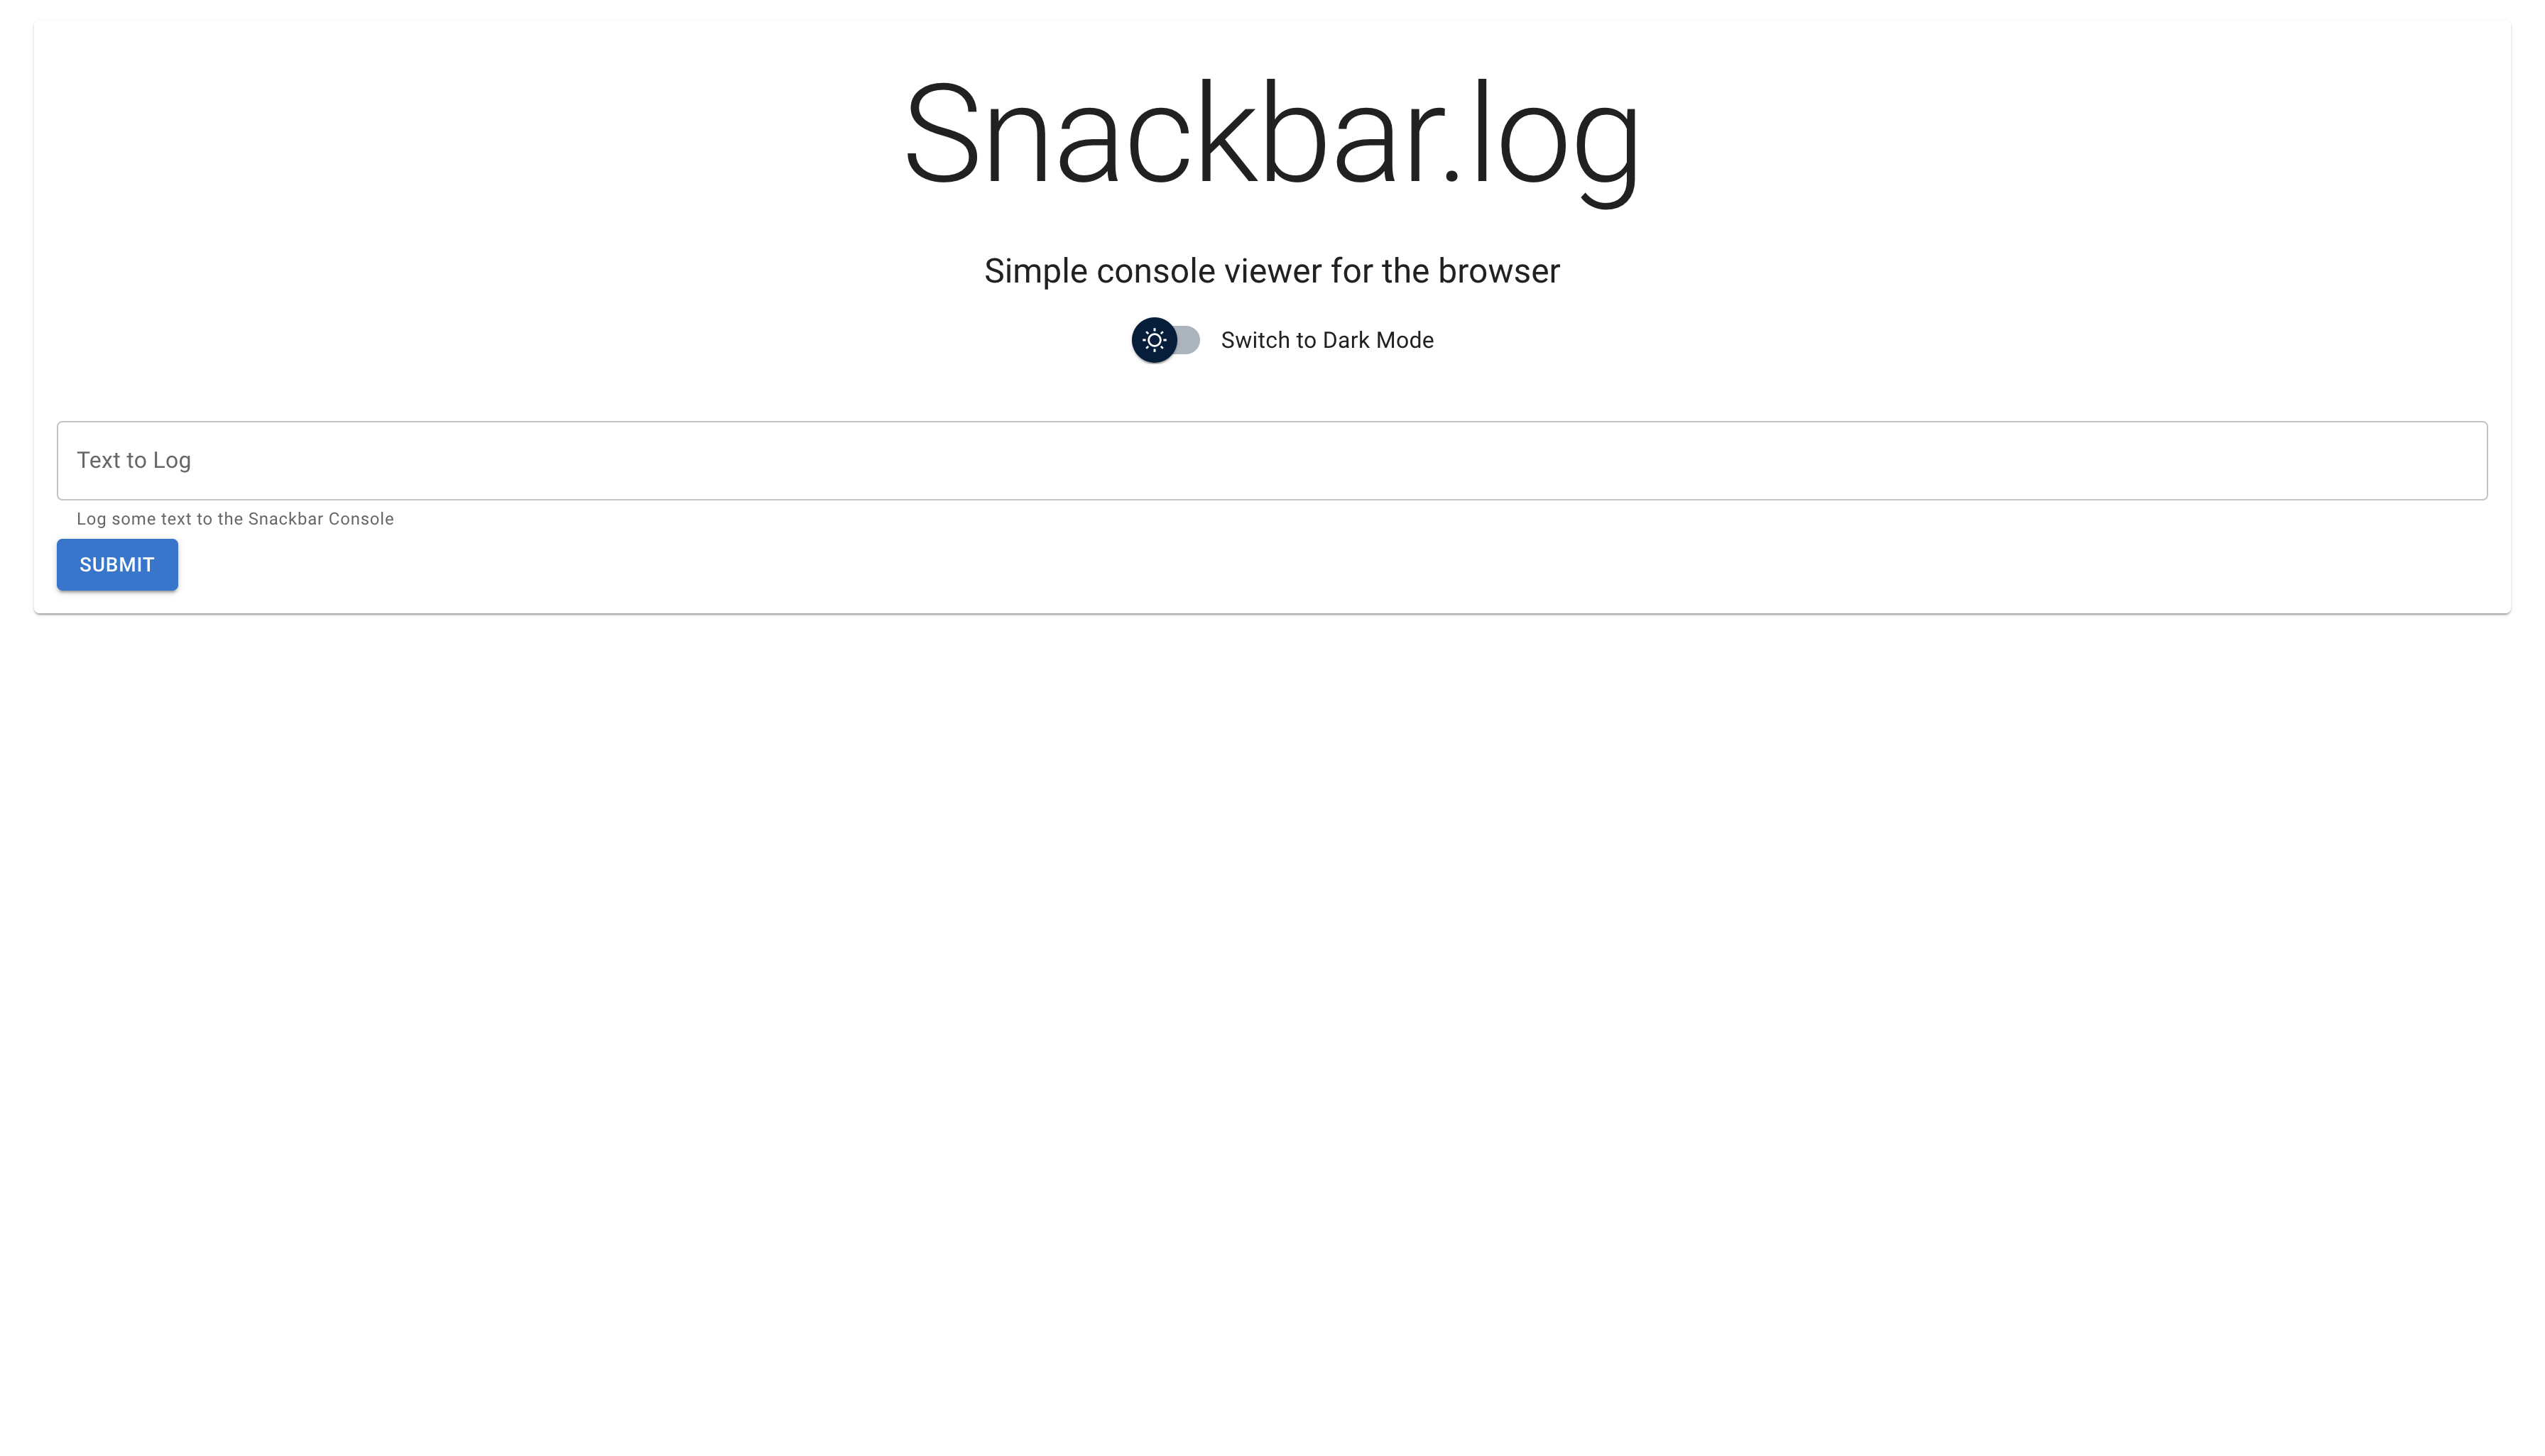 Snackbar.log
Simple console viewer for the browser
Switch to Dark Mode
Text to Log
Log some text to the Snackbar Console
SUBMIT